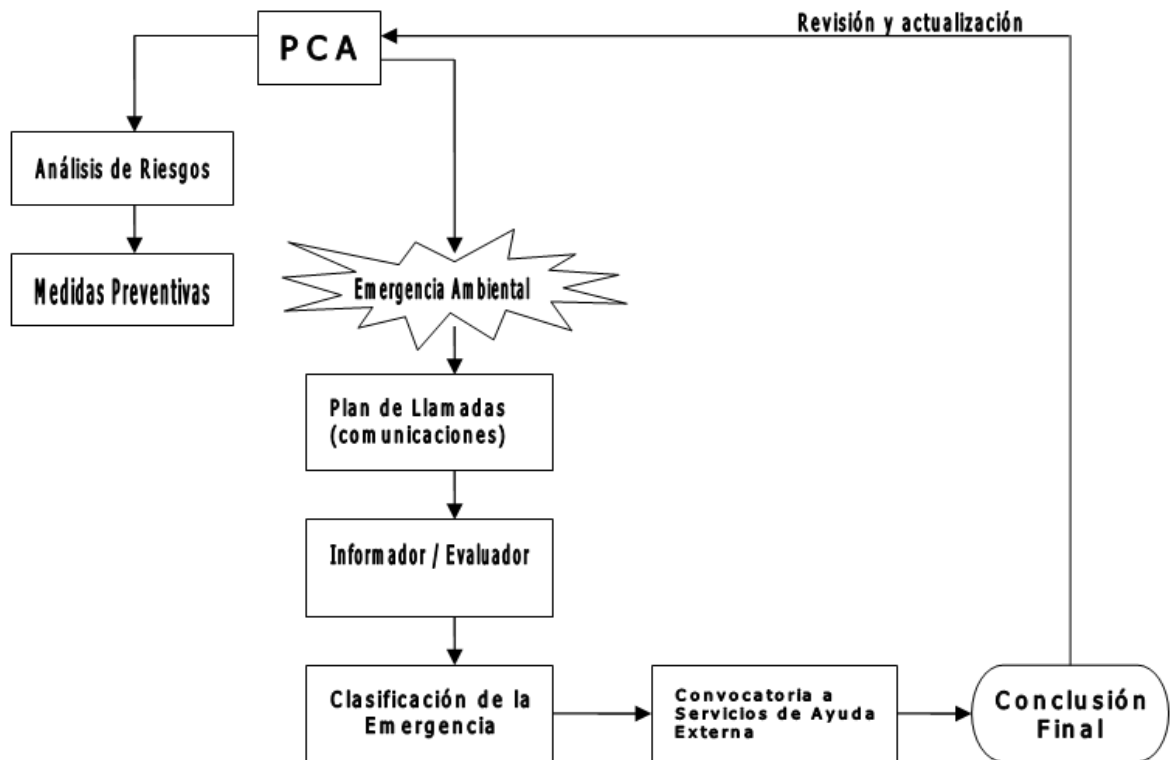 Revisión y actualización
PCA
Análisis de Riesgos
Medidas Preventivas
Emergencia Ambiental
Plan de Llamadas
(comunicaciones)
Informador / Evaluador
Clasificación de la
Emergencia
Convocatoria a
Servicios de Ayuda
Externa
Conclusión
Final